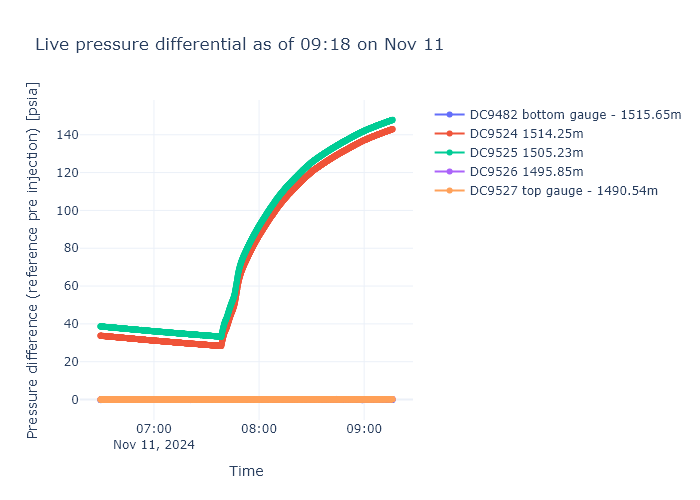 Live pressure differential as of 09:18 on Nov 11
Pressure difference (reference pre injection) [psia]
140
120
100
80
60
40
20
0
07:00
Nov 11, 2024
08:00
09:00
Time
DC9482 bottom gauge - 1515.65m
DC9524 1514.25m
DC9525 1505.23m
DC9526 1495.85m
DC9527 top gauge - 1490.54m